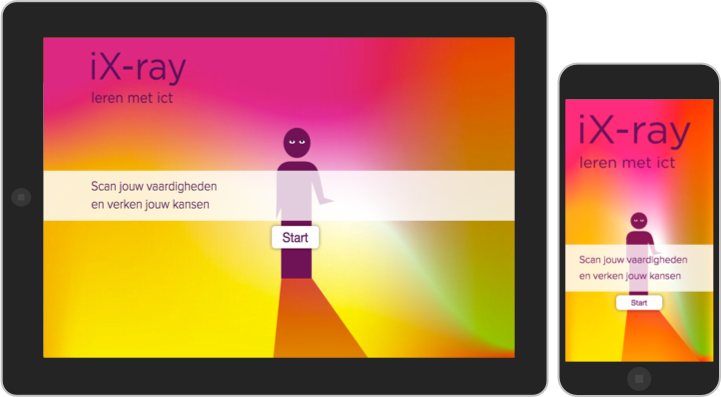 iX-ray
leren met ict
Scan jouw vaardigheden
en verken jouw kansen
Start
iX-ray
leren met ict
Scan jouw vaardigheden
en verken jouw kansen
Start